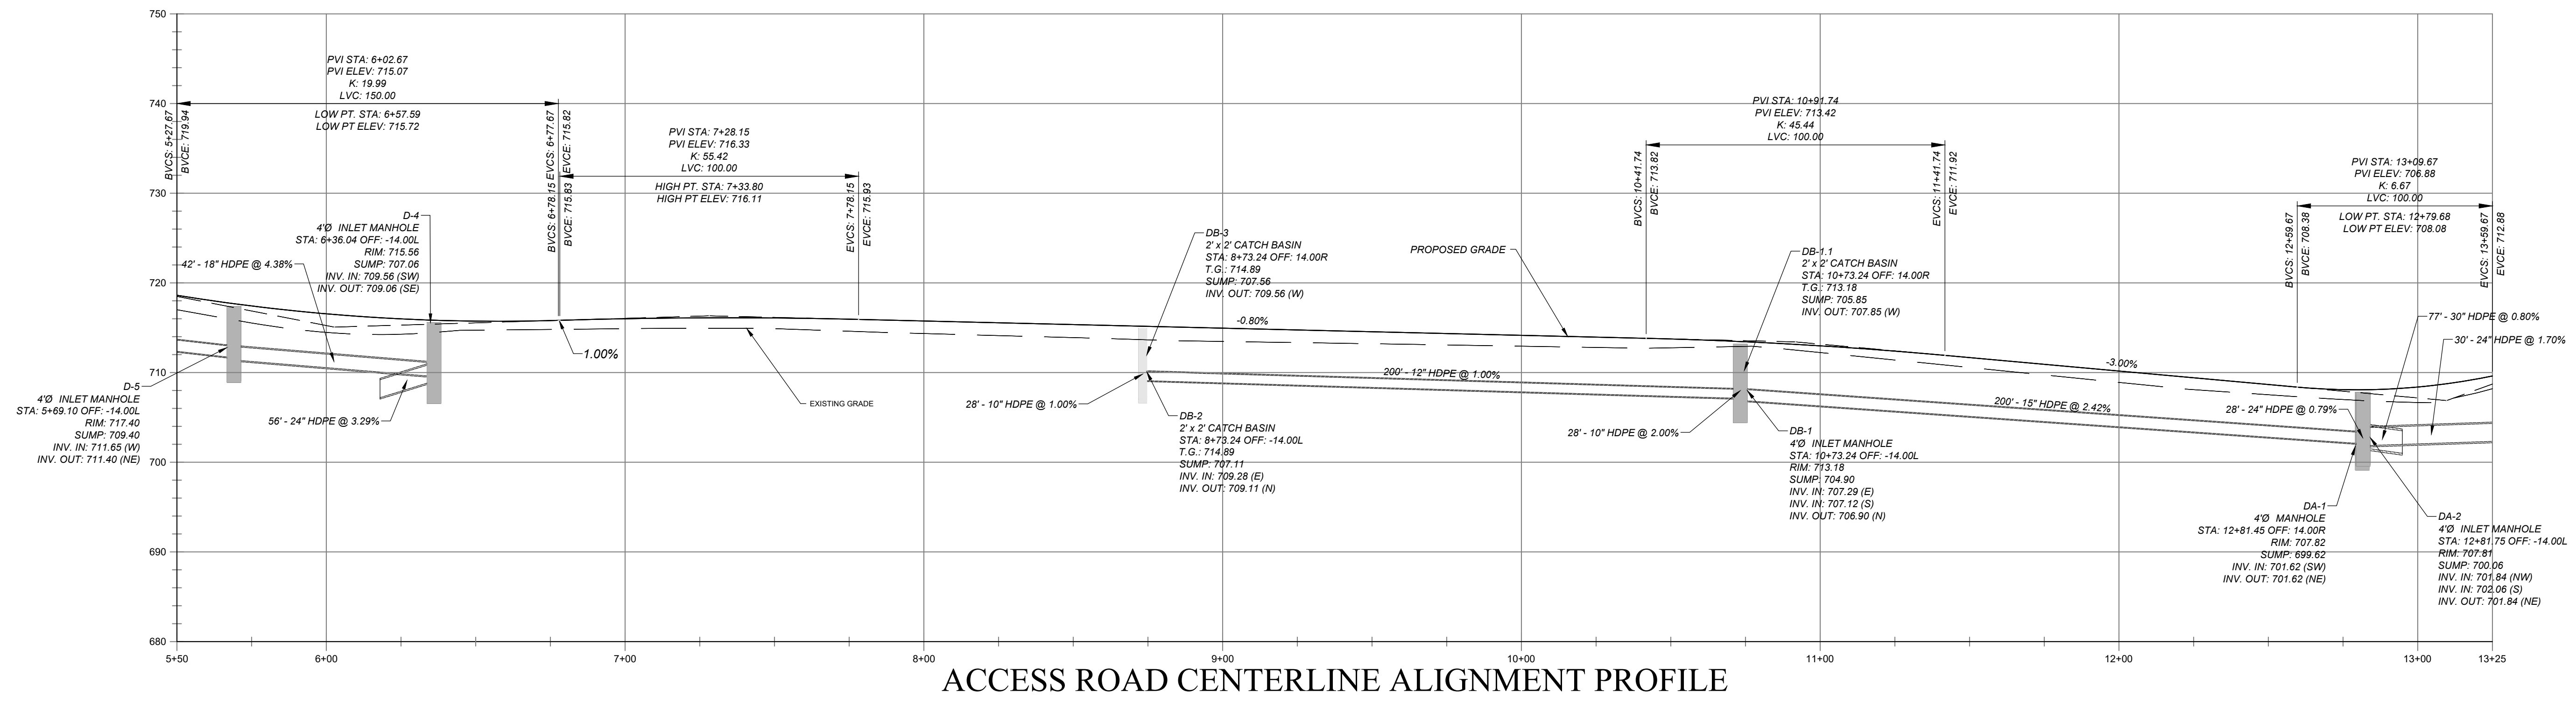 750
740
730
720
710
700
690
680
PVI STA: 6+02.67
PVI ELEV: 715.07
K: 19.99
LVC: 150.00
LOW PT. STA: 6+57.59
LOW PT ELEV: 715.72
BVCS: 5+27.67
BVCE: 719.94
EVCS: 6+77.67
EVCE: 715.82
PVI STA: 7+28.15
PVI ELEV: 716.33
K: 55.42
LVC: 100.00
HIGH PT. STA: 7+33.80
HIGH PT ELEV: 716.11
BVCS: 6+78.15
BVCE: 715.83
EVCS: 7+78.15
EVCE: 715.93
PVI STA: 10+91.74
PVI ELEV: 713.42
K: 45.44
LVC: 100.00
BVCS: 10+41.74
BVCE: 713.82
EVCS: 11+41.74
EVCE: 711.92
PVI STA: 13+09.67
PVI ELEV: 706.88
K: 6.67
LVC: 100.00
LOW PT. STA: 12+79.68
LOW PT ELEV: 708.08
BVCS: 12+59.67
BVCE: 708.38
EVCS: 13+59.67
EVCE: 712.88
D-4
4'Ø INLET MANHOLE
STA: 6+36.04 OFF: -14.00L
RIM: 715.56
SUMP: 707.06
INV. IN: 709.56 (SW)
INV. OUT: 709.06 (SE)
42' - 18" HDPE @ 4.38%
D-5
4'Ø INLET MANHOLE
STA: 5+69.10 OFF: -14.00L
RIM: 717.40
SUMP: 709.40
INV. IN: 711.65 (W)
INV. OUT: 711.40 (NE)
56' - 24" HDPE @ 3.29%
1.00%
EXISTING GRADE
DB-3
2' x 2' CATCH BASIN
STA: 8+73.24 OFF: 14.00R
T.G.: 714.89
SUMP: 707.56
INV. OUT: 709.56 (W)
-0.80%
28' - 10" HDPE @ 1.00%
DB-2
2' x 2' CATCH BASIN
STA: 8+73.24 OFF: -14.00L
T.G.: 714.89
SUMP: 707.11
INV. IN: 709.28 (E)
INV. OUT: 709.11 (N)
PROPOSED GRADE
200' - 12" HDPE @ 1.00%
DB-1.1
2' x 2' CATCH BASIN
STA: 10+73.24 OFF: 14.00R
T.G.: 713.18
SUMP: 705.85
INV. OUT: 707.85 (W)
28' - 10" HDPE @ 2.00%
DB-1
4'Ø INLET MANHOLE
STA: 10+73.24 OFF: -14.00L
RIM: 713.18
SUMP: 704.90
INV. IN: 707.29 (E)
INV. IN: 707.12 (S)
INV. OUT: 706.90 (N)
-3.00%
200' - 15" HDPE @ 2.42%
77' - 30" HDPE @ 0.80%
30' - 24" HDPE @ 1.70%
28' - 24" HDPE @ 0.79%
DA-1
4'Ø MANHOLE
STA: 12+81.45 OFF: 14.00R
RIM: 707.82
SUMP: 699.62
INV. IN: 701.62 (SW)
INV. OUT: 701.62 (NE)
DA-2
4'Ø INLET MANHOLE
STA: 12+81.75 OFF: -14.00L
RIM: 707.81
SUMP: 700.06
INV. IN: 701.84 (NW)
INV. IN: 702.06 (S)
INV. OUT: 701.84 (NE)
5+50
6+00
7+00
8+00
9+00
10+00
11+00
12+00
13+00
13+25
ACCESS ROAD CENTERLINE ALIGNMENT PROFILE